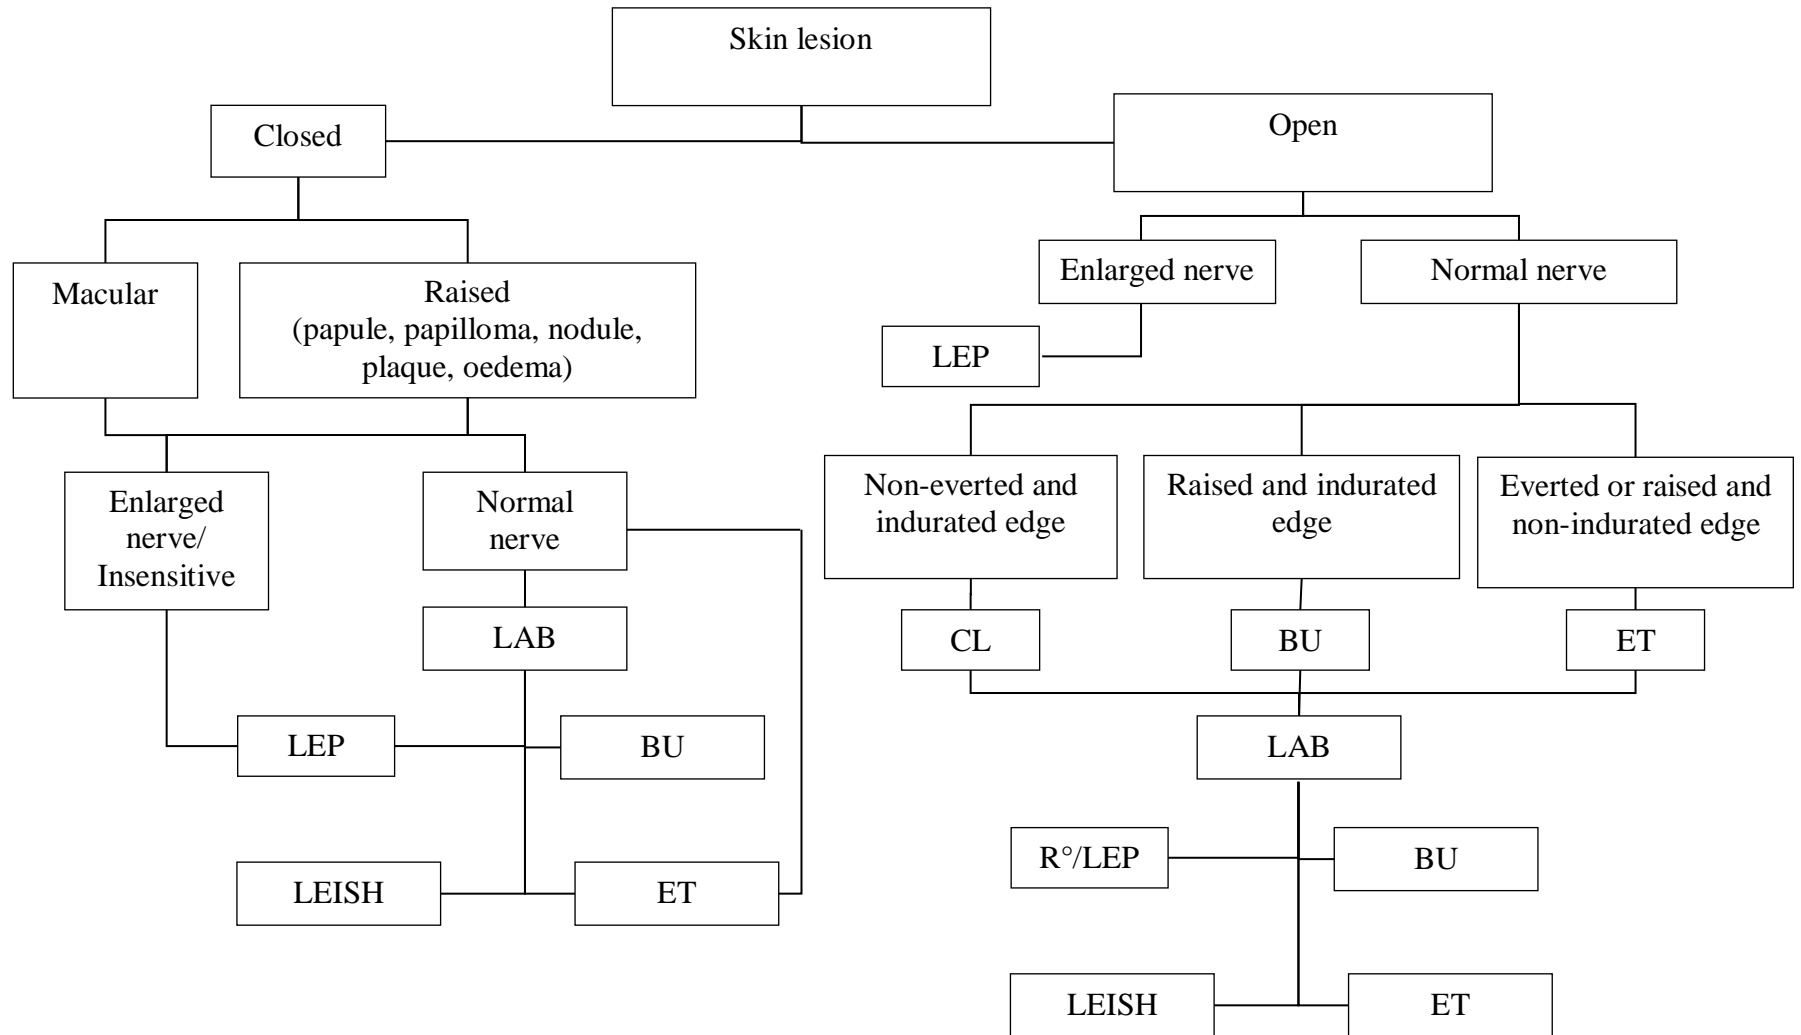 Skin lesion
Closed
Open
Macular
Raised
(papule, papilloma, nodule,
plaque, oedema)
Enlarged nerve
Normal nerve
LEP
Enlarged
nerve/
Insensitive
Normal
nerve
Non-everted and
indurated edge
Raised and indurated
edge
Everted or raised and
non-indurated edge
LAB
CL
BU
ET
LEP
BU
LAB
LEISH
ET
R°/LEP
BU
LEISH
ET